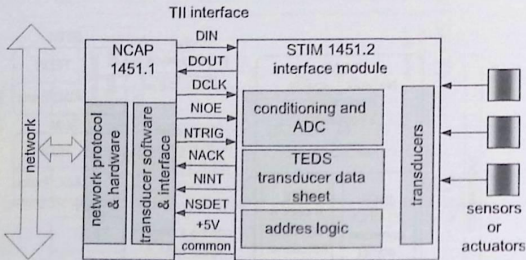 TII interface
network
NCAP
1451.1
network protocol
& hardware
transducer software
& interface
DIN
DOUT
DCLK
NIOE
NTRIG
NACK
NINT
NSDET
+5V
common
STIM 1451.2
interface module
conditioning and
ADC
TEDS
transducer data
sheet
addres logic
transducers
sensors
or
actuators